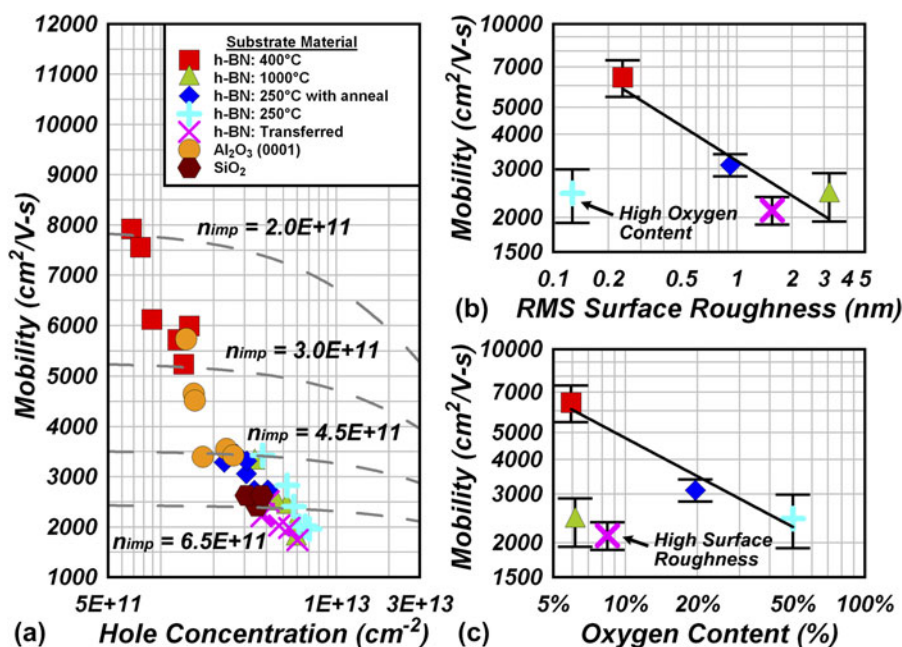 12000
11000
10000
9000
8000
7000
6000
5000
4000
3000
2000
1000
Mobility (cm²/V-s)
Substrate Material
h-BN: 400°C
h-BN: 1000°C
h-BN: 250°C with anneal
h-BN: 250°C
h-BN: Transferred
Al₂O₃ (0001)
SiO₂
nimp = 2.0E+11
nimp = 3.0E+11
nimp = 4.5E+11
nimp = 6.5E+11
5E+11 1E+13 3E+13
(a) Hole Concentration (cm⁻²)
10000
7000
5000
3000
2000
1500
Mobility (cm²/V-s)
High Oxygen
Content
0.1 0.2 0.5 1 2 3 4 5
(b) RMS Surface Roughness (nm)
10000
7000
5000
3000
2000
1500
Mobility (cm²/V-s)
High Surface
Roughness
5% 10% 20% 50% 100%
(c) Oxygen Content (%)